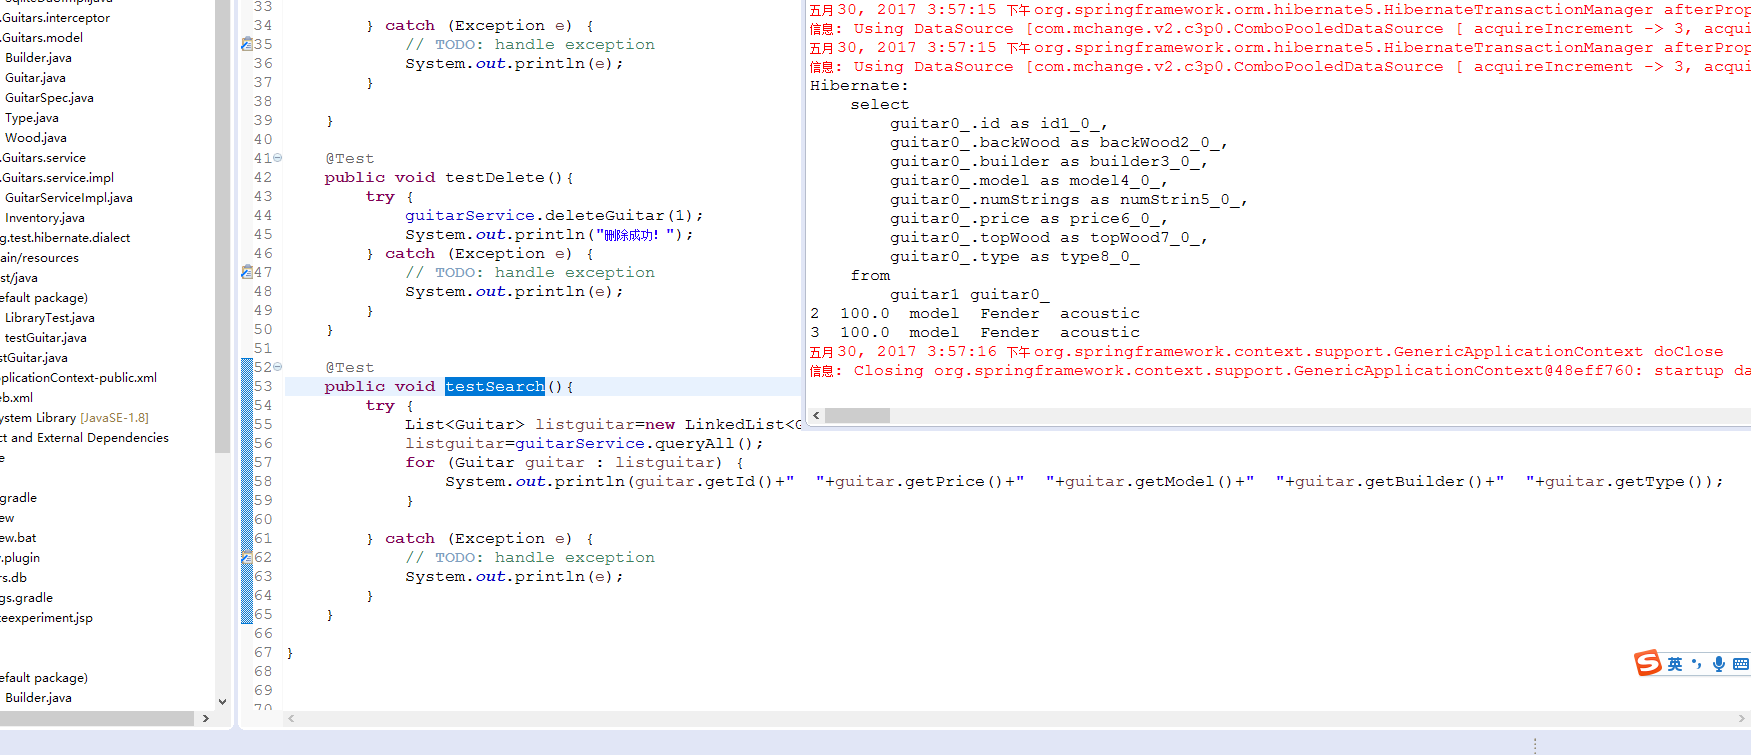 .Guitars.interceptor
.Guitars.model
Builder.java
Guitar.java
GuitarSpec.java
Type.java
Wood.java
.Guitars.service
.Guitars.service.impl
GuitarServiceImpl.java
Inventory.java
g.test.hibernate.dialect
ain/resources
st/java
efault package)
LibraryTest.java
testGuitar.java
stGuitar.java
pplicationContext-public.xml
eb.xml
ystem Library [JavaSE-1.8]
ct and External Dependencies
e
gradle
ew
ew.bat
.plugin
rs.db
gs.gradle
teexperiment.jsp
efault package)
Builder.java
33
34 } catch (Exception e) {
35 // TODO: handle exception
36 System.out.println(e);
37 }
38
39 }
40
41 @Test
42 public void testDelete(){
43 try {
44 guitarService.deleteGuitar(1);
45 System.out.println("删除成功！");
46 } catch (Exception e) {
47 // TODO: handle exception
48 System.out.println(e);
49 }
50 }
51
52 @Test
53 public void testSearch(){
54 try {
55 List<Guitar> listguitar=new LinkedList<G
56 listguitar=guitarService.queryAll();
57 for (Guitar guitar : listguitar) {
58 System.out.println(guitar.getId()+"  "+guitar.getPrice()+"  "+guitar.getModel()+"  "+guitar.getBuilder()+"  "+guitar.getType());
59 }
60
61 } catch (Exception e) {
62 // TODO: handle exception
63 System.out.println(e);
64 }
65 }
66
67 }
68
69
70
五月 30, 2017 3:57:15 下午 org.springframework.orm.hibernate5.HibernateTransactionManager afterProp
信息: Using DataSource [com.mchange.v2.c3p0.ComboPooledDataSource [ acquireIncrement -> 3, acqui
五月 30, 2017 3:57:15 下午 org.springframework.orm.hibernate5.HibernateTransactionManager afterProp
信息: Using DataSource [com.mchange.v2.c3p0.ComboPooledDataSource [ acquireIncrement -> 3, acqui
Hibernate:
select
guitar0_.id as id1_0_,
guitar0_.backWood as backWood2_0_,
guitar0_.builder as builder3_0_,
guitar0_.model as model4_0_,
guitar0_.numStrings as numStrin5_0_,
guitar0_.price as price6_0_,
guitar0_.topWood as topWood7_0_,
guitar0_.type as type8_0_
from
guitar1 guitar0_
2  100.0  model  Fender  acoustic
3  100.0  model  Fender  acoustic
五月 30, 2017 3:57:16 下午 org.springframework.context.support.GenericApplicationContext doClose
信息: Closing org.springframework.context.support.GenericApplicationContext@48eff760: startup da
S 英